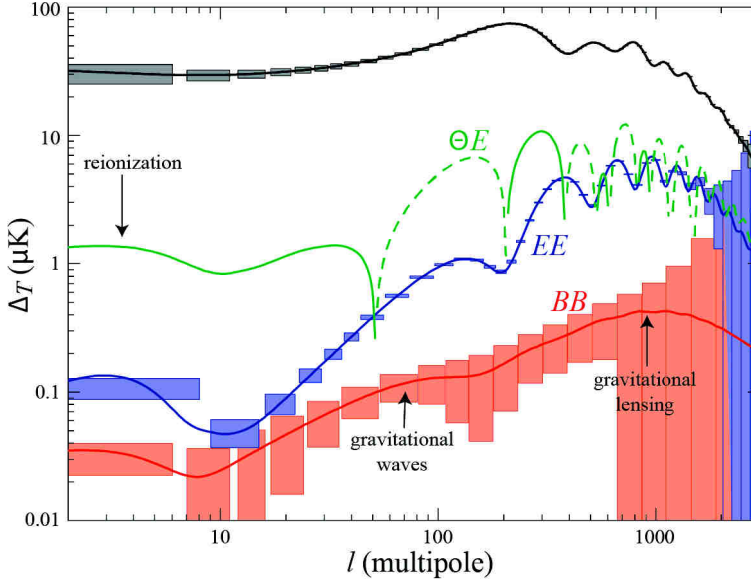 100
10
1
0.1
0.01
Δ_T (μK)
reionization
ΘE
EE
BB
gravitational
waves
gravitational
lensing
10
100
1000
l (multipole)